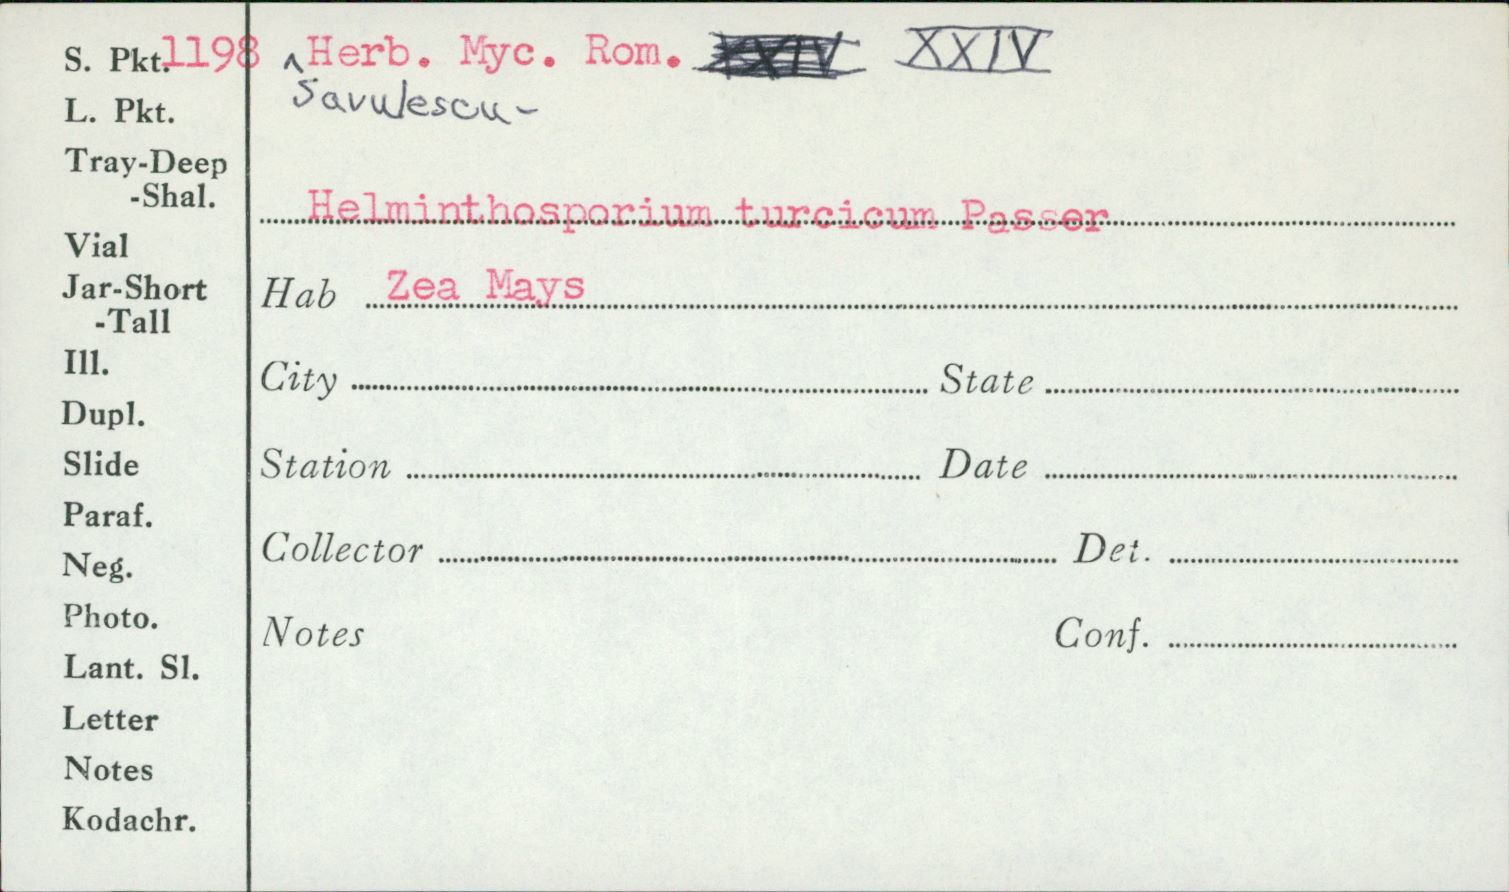 S. Pkt. 1198 ^Herb. Myc. Rom. XXIV XXIV
Savulescu-
L. Pkt.
Tray-Deep
-Shal.
Helminthosporium turcicum Passer
Vial
Jar-Short
-Tall
Hab Zea Mays
Ill.
City State
Dupl.
Slide
Station Date
Paraf.
Neg.
Collector Det.
Photo.
Notes Conf.
Lant. Sl.
Letter
Notes
Kodachr.